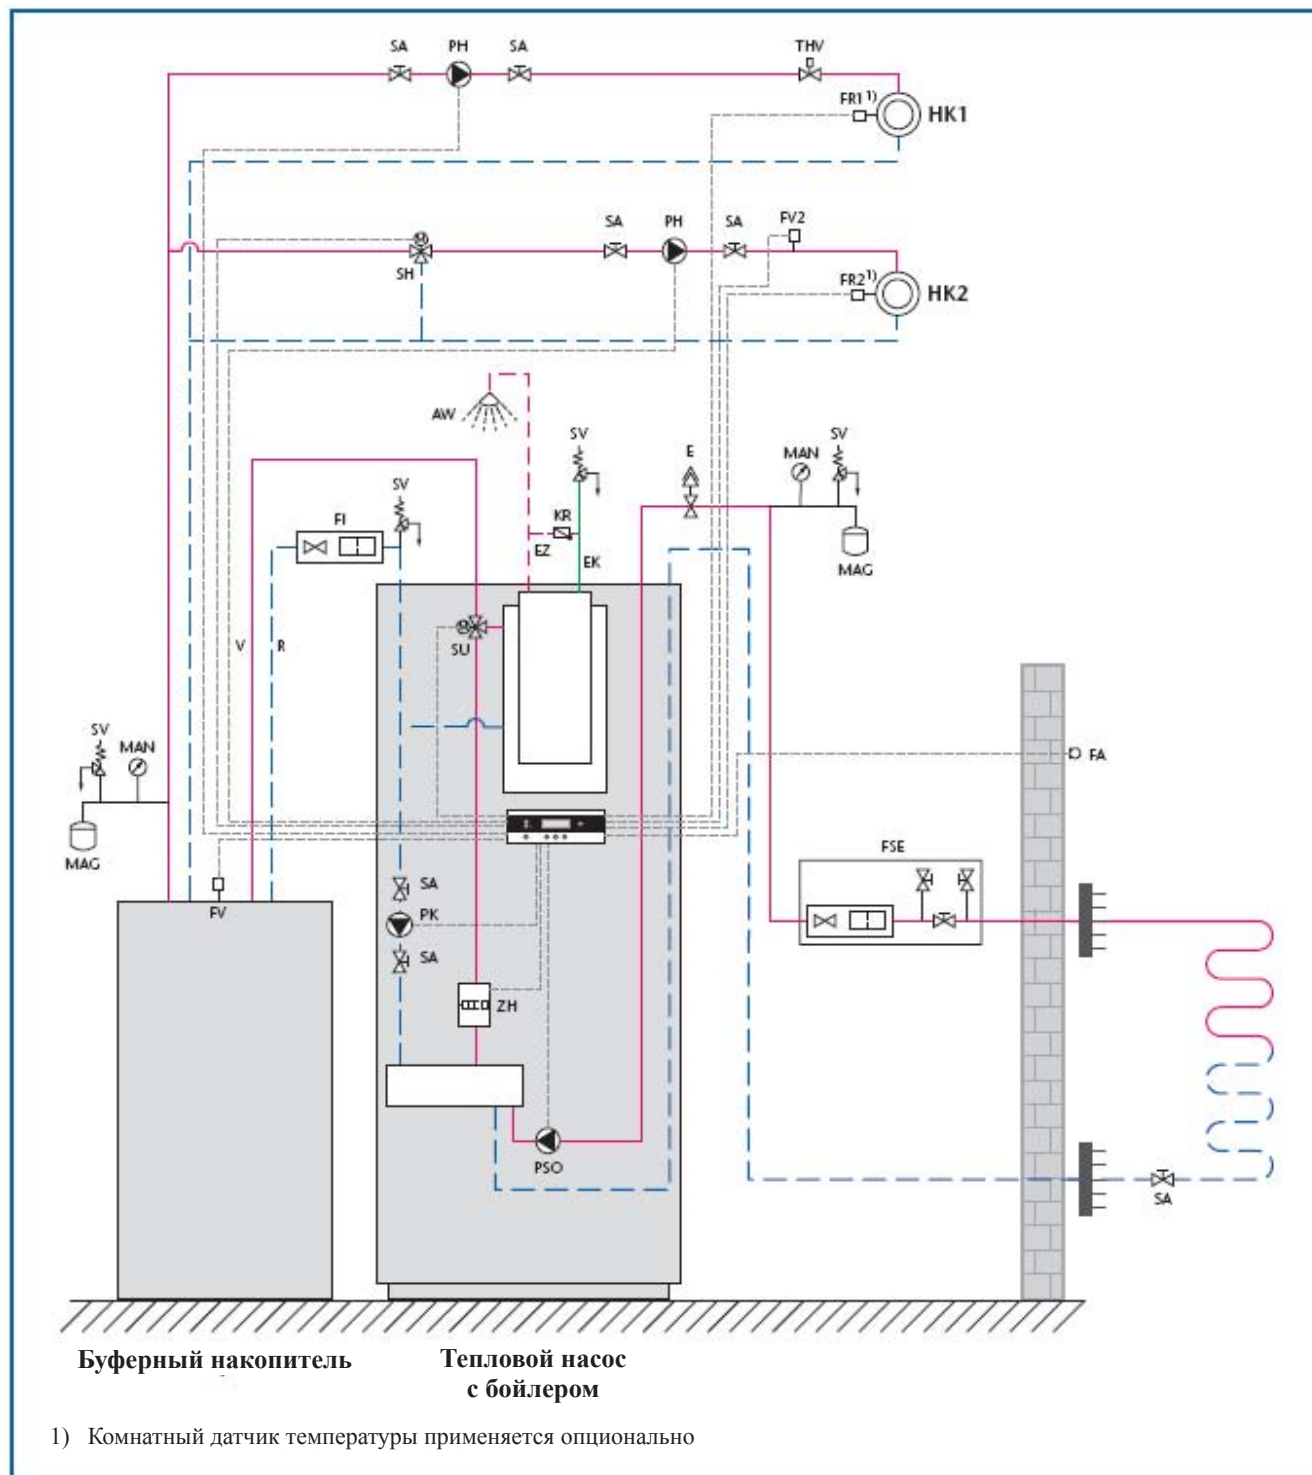 SA PH SA THV
FR1 1) HK1
SA PH SA FV2
SH FR2 1) HK2
AW SV E MAN SV
SV
FI KR
EZ EK MAG
V R SU
SV MAN
FA
MAG FSE
FV SA
PK
SA
ZH
PSO
SA
Буферный накопитель
Тепловой насос
с бойлером
1) Комнатный датчик температуры применяется опционально